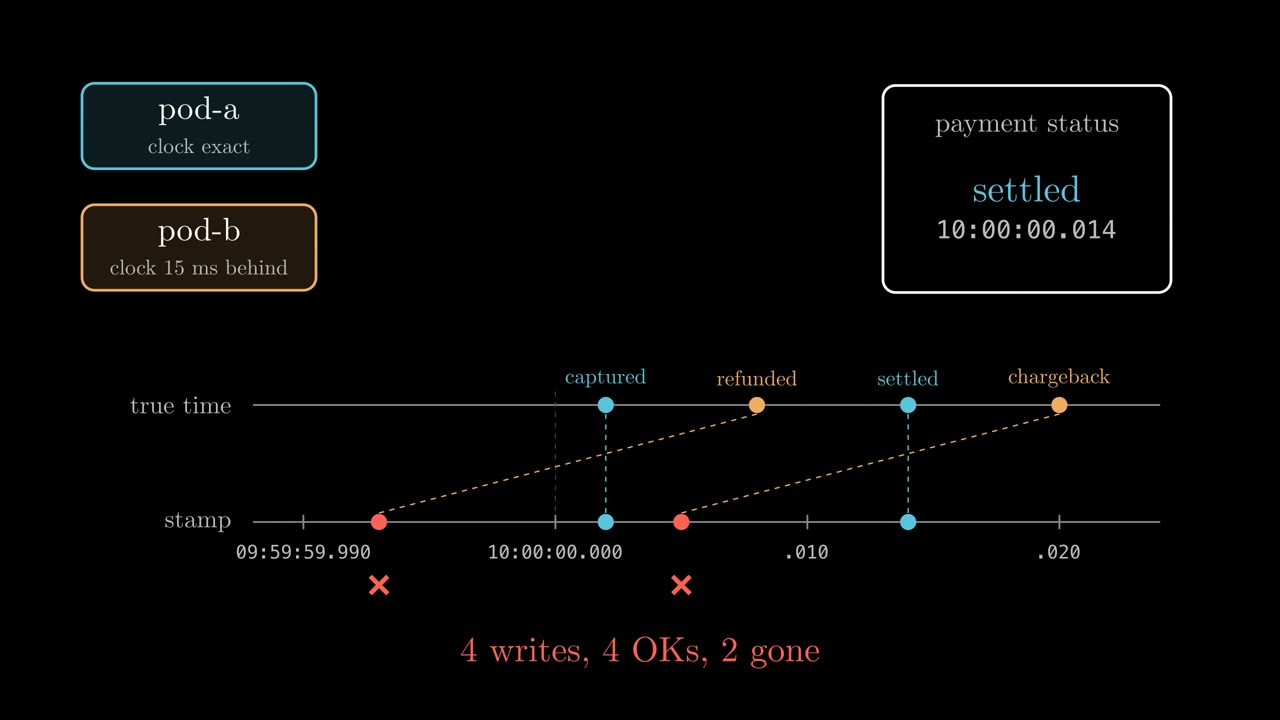 pod-a
clock exact
pod-b
clock 15 ms behind
payment status
settled
10:00:00.014
captured
refunded
settled
chargeback
true time
stamp
09:59:59.990
10:00:00.000
.010
.020
4 writes, 4 OKs, 2 gone